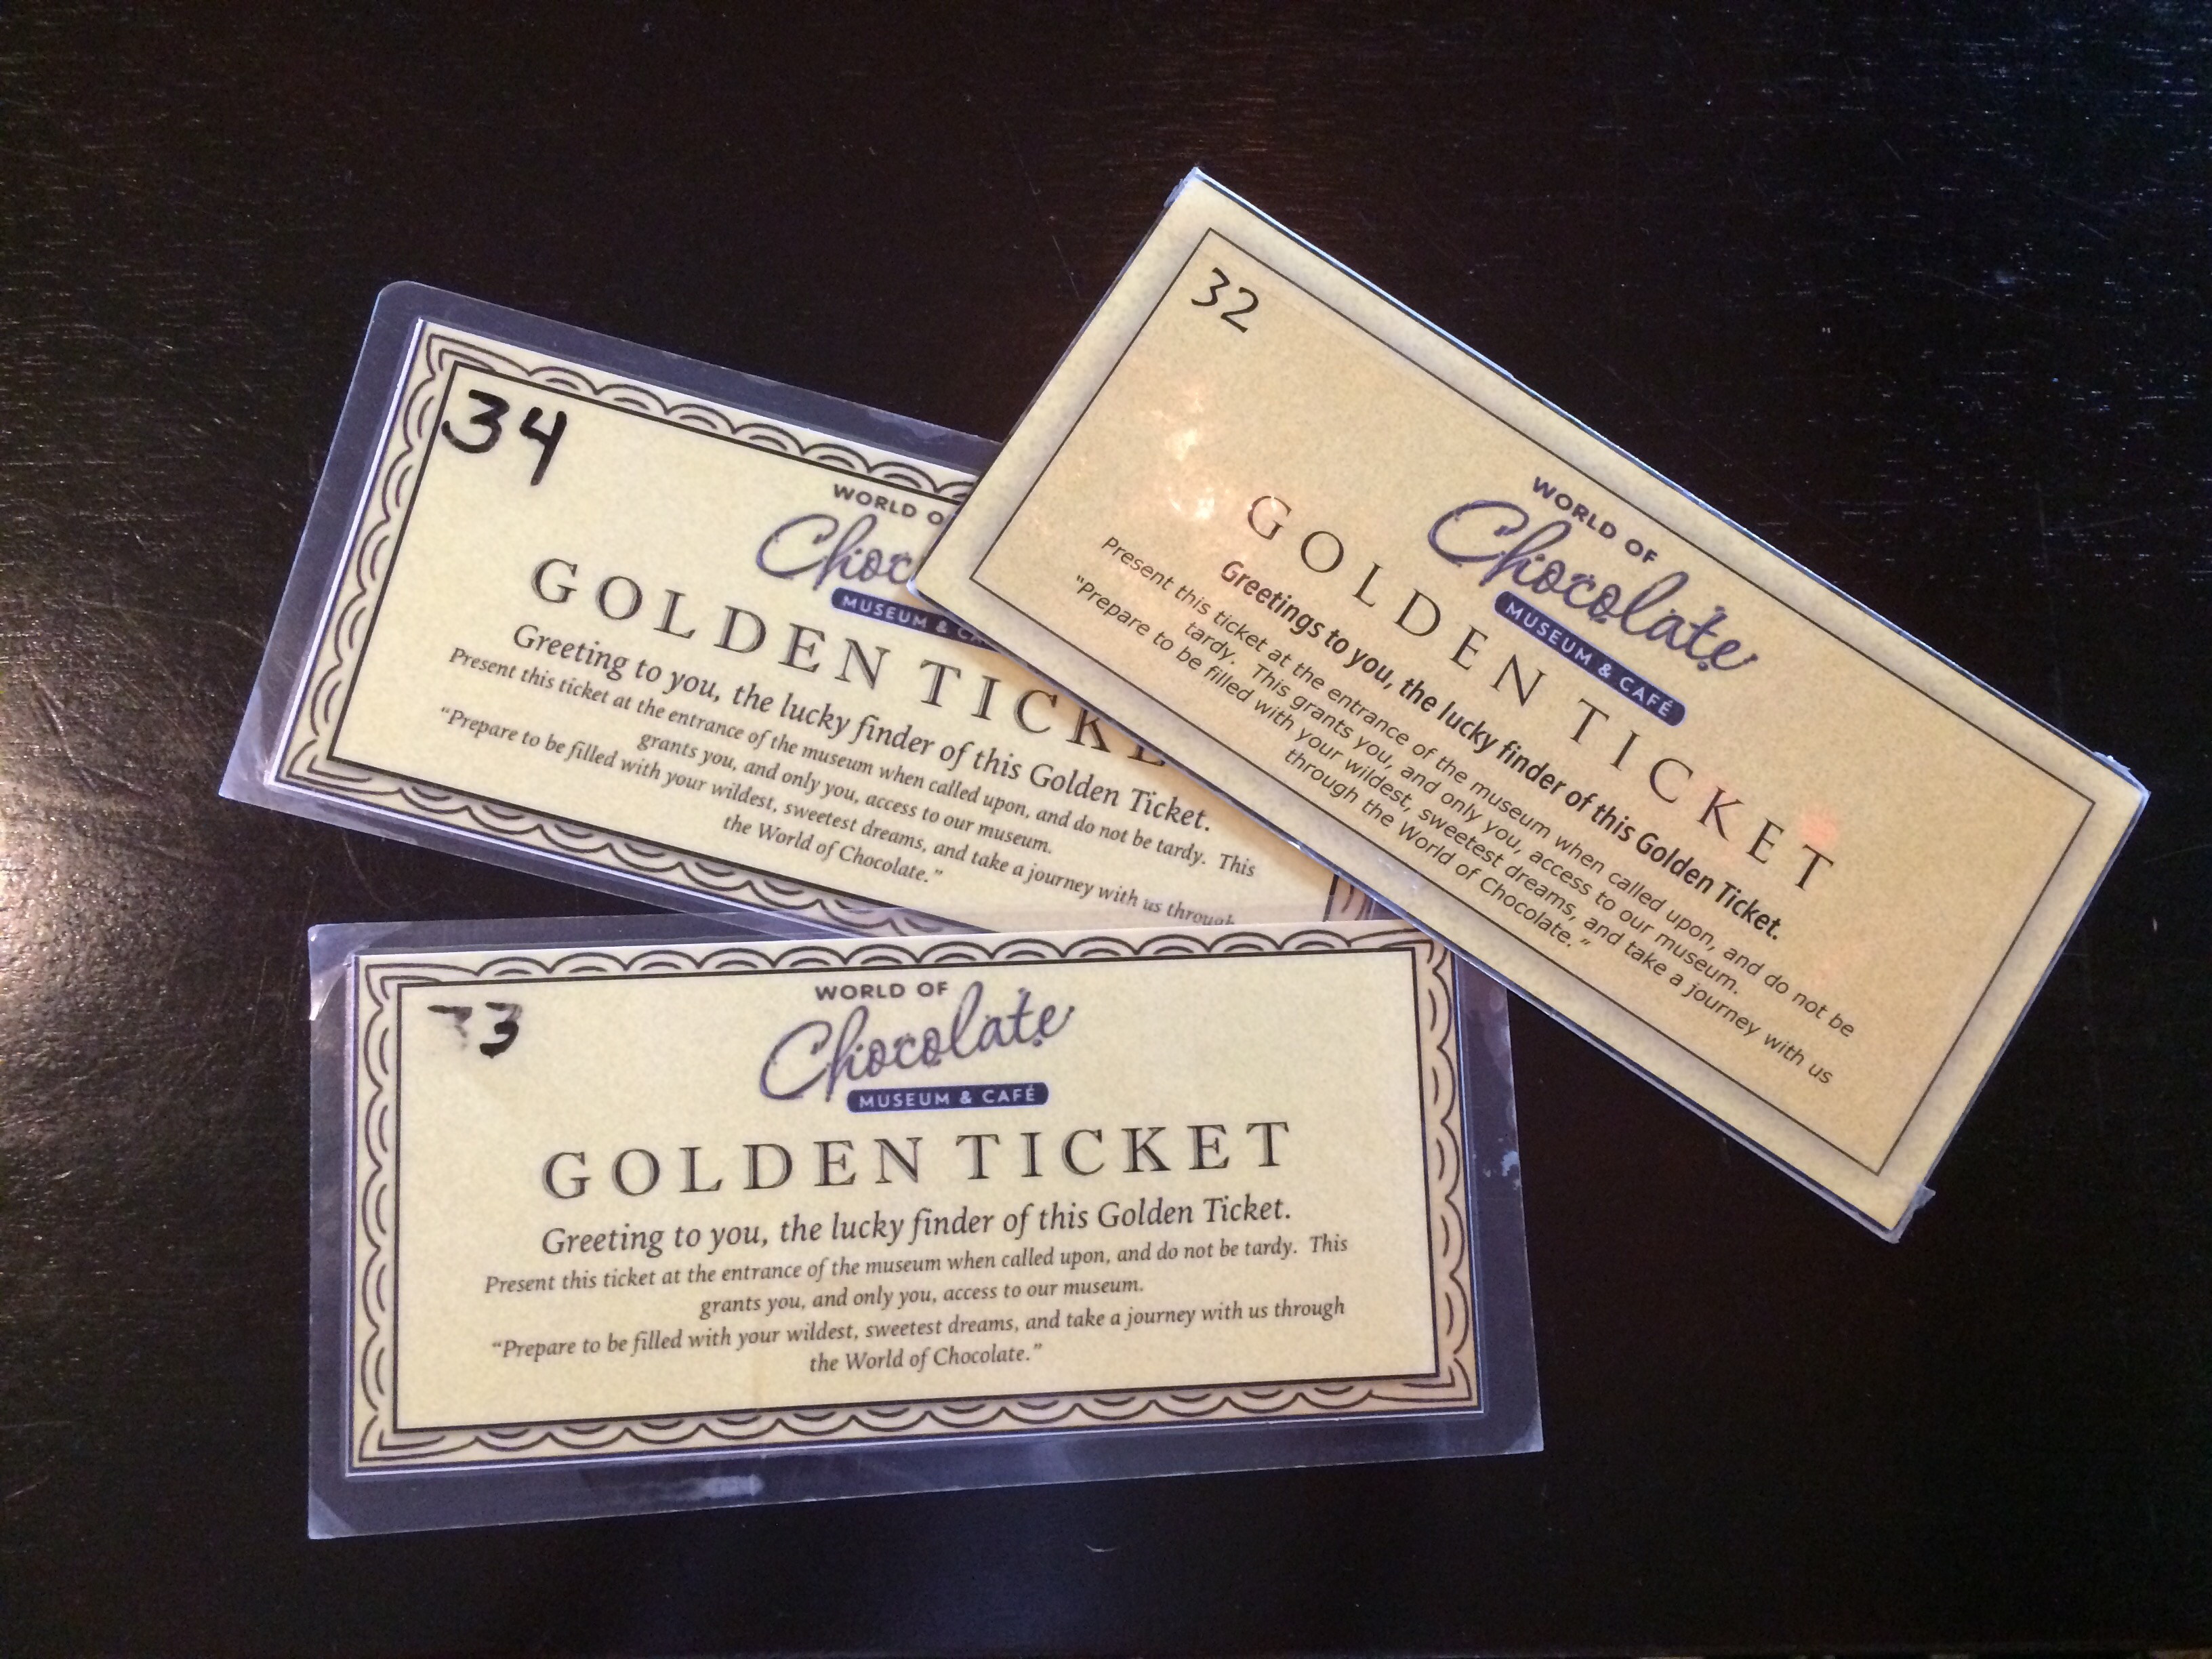 34
WORLD O
Choc
MUSEUM & CA
GOLDEN TICKE
Greeting to you, the lucky finder of this Golden Ticket.
Present this ticket at the entrance of the museum when called upon, and do not be tardy. This
grants you, and only you, access to our museum.
“Prepare to be filled with your wildest, sweetest dreams, and take a journey with us through
the World of Chocolate.”
32
WORLD OF
Chocolate
MUSEUM & CAFÉ
GOLDEN TICKET
Greetings to you, the lucky finder of this Golden Ticket.
Present this ticket at the entrance of the museum when called upon, and do not be
tardy. This grants you, and only you, access to our museum.
“Prepare to be filled with your wildest, sweetest dreams, and take a journey with us
through the World of Chocolate.”
33
WORLD OF
Chocolate
MUSEUM & CAFÉ
GOLDEN TICKET
Greeting to you, the lucky finder of this Golden Ticket.
Present this ticket at the entrance of the museum when called upon, and do not be tardy. This
grants you, and only you, access to our museum.
“Prepare to be filled with your wildest, sweetest dreams, and take a journey with us through
the World of Chocolate.”